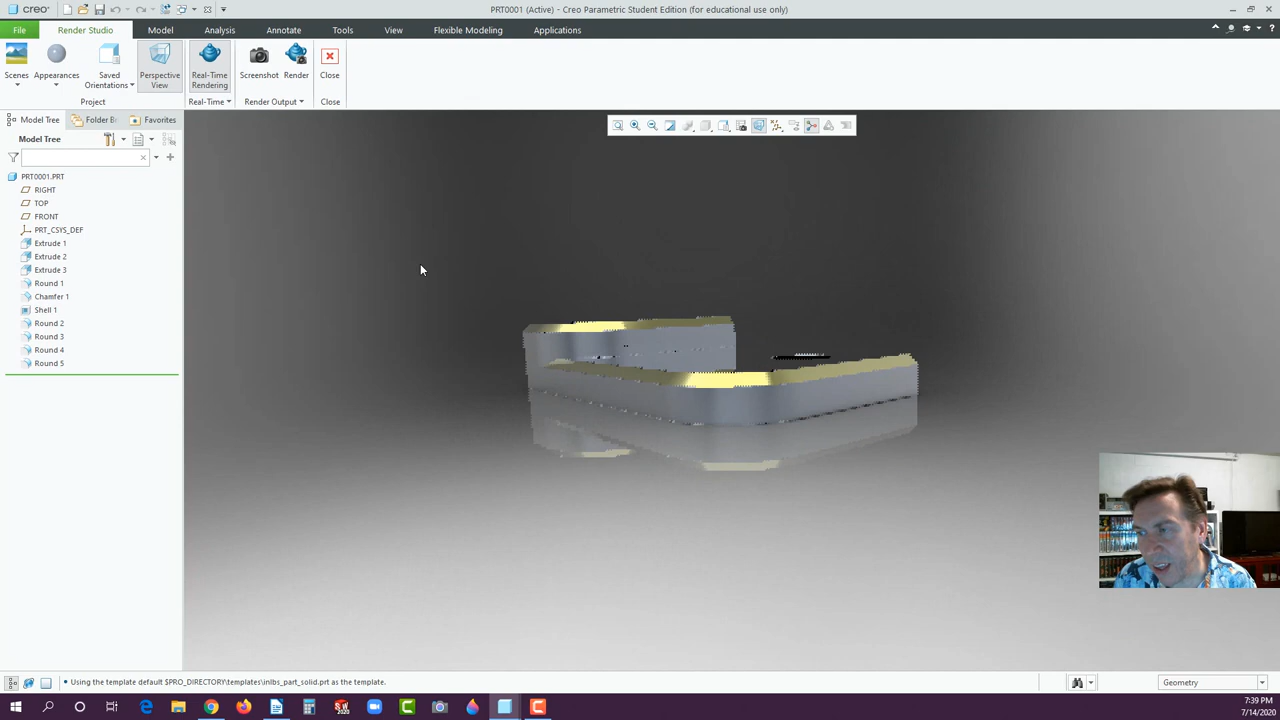 creo
PRT0001 (Active) - Creo Parametric Student Edition (for educational use only)
File
Render Studio
Model
Analysis
Annotate
Tools
View
Flexible Modeling
Applications
Scenes
Appearances
Saved Orientations
Perspective View
Real-Time Rendering
Screenshot
Render
Close
Project
Real-Time
Render Output
Close
Model Tree
Folder B
Favorites
Model Tree
PRT0001.PRT
RIGHT
TOP
FRONT
PRT_CSYS_DEF
Extrude 1
Extrude 2
Extrude 3
Round 1
Chamfer 1
Shell 1
Round 2
Round 3
Round 4
Round 5
• Using the template default $PRO_DIRECTORY\templates\inlbs_part_solid.prt as the template.
Geometry
7:39 PM
7/14/2020